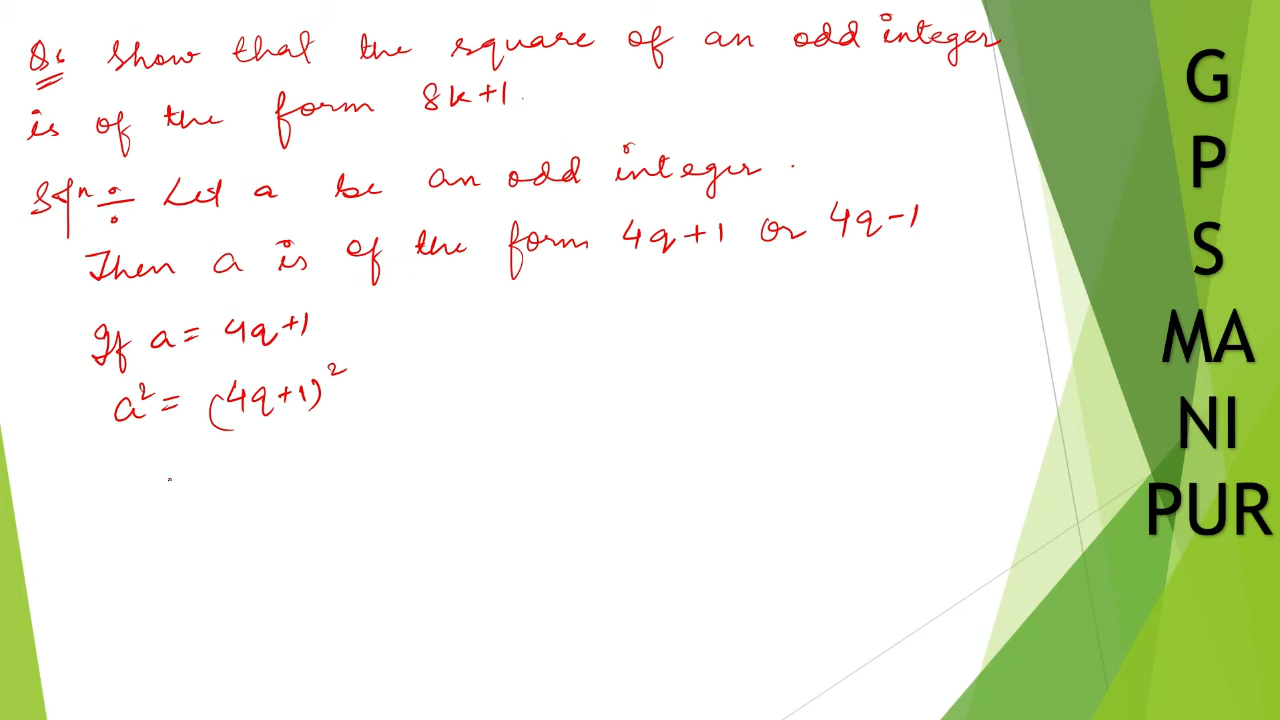 Q: Show that the square of an odd integer
is of the form 8k+1.
Solⁿ ÷ Let a be an odd integer.
Then a is of the form 4q+1 or 4q-1
If a = 4q+1
a² = (4q+1)²
G
P
S
MA
NI
PUR